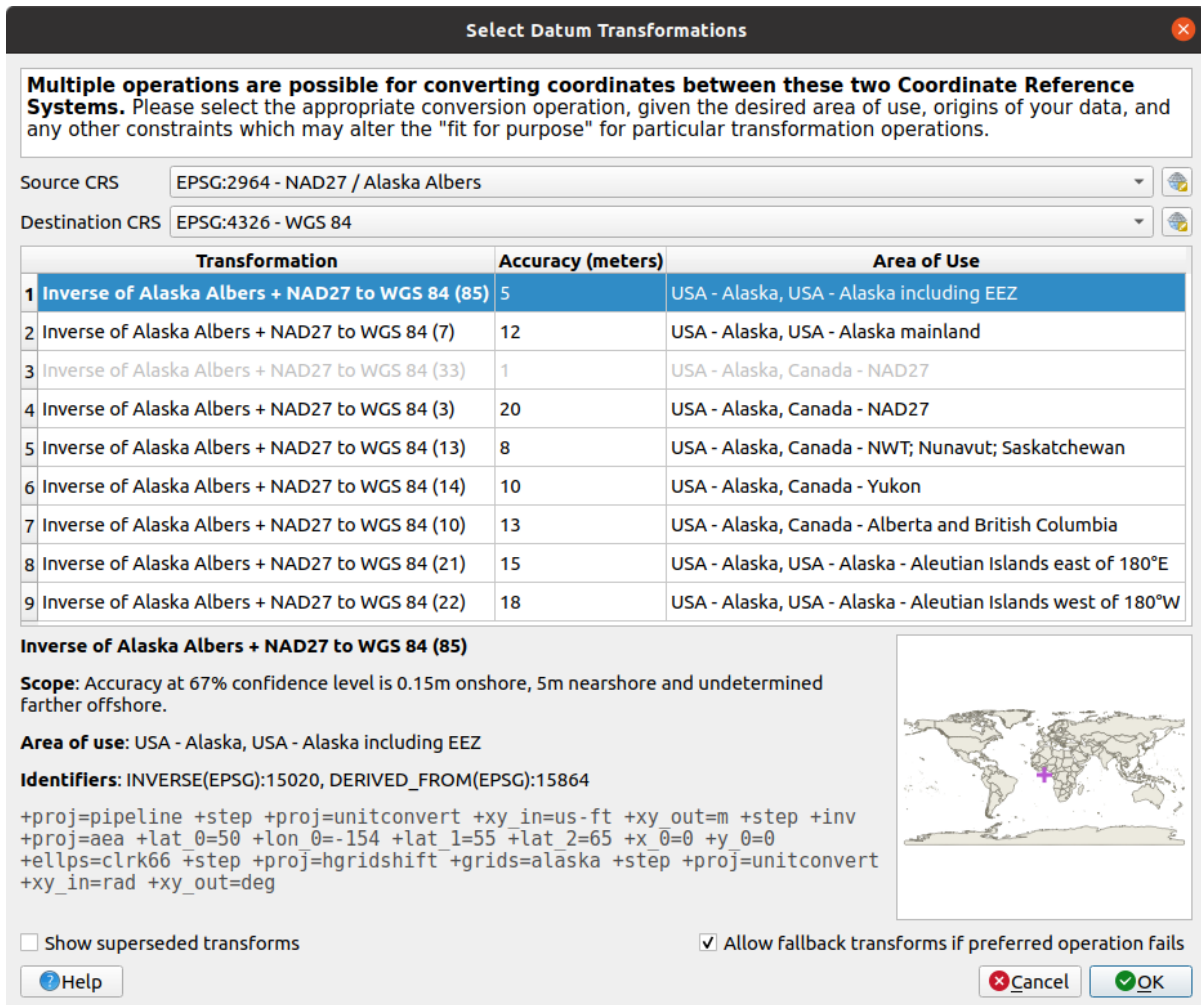 Select Datum Transformations
Multiple operations are possible for converting coordinates between these two Coordinate Reference
Systems. Please select the appropriate conversion operation, given the desired area of use, origins of your data, and
any other constraints which may alter the "fit for purpose" for particular transformation operations.
Source CRS EPSG:2964 - NAD27 / Alaska Albers
Destination CRS EPSG:4326 - WGS 84
Transformation Accuracy (meters) Area of Use
1 Inverse of Alaska Albers + NAD27 to WGS 84 (85) 5 USA - Alaska, USA - Alaska including EEZ
2 Inverse of Alaska Albers + NAD27 to WGS 84 (7) 12 USA - Alaska, USA - Alaska mainland
3 Inverse of Alaska Albers + NAD27 to WGS 84 (33) 1 USA - Alaska, Canada - NAD27
4 Inverse of Alaska Albers + NAD27 to WGS 84 (3) 20 USA - Alaska, Canada - NAD27
5 Inverse of Alaska Albers + NAD27 to WGS 84 (13) 8 USA - Alaska, Canada - NWT; Nunavut; Saskatchewan
6 Inverse of Alaska Albers + NAD27 to WGS 84 (14) 10 USA - Alaska, Canada - Yukon
7 Inverse of Alaska Albers + NAD27 to WGS 84 (10) 13 USA - Alaska, Canada - Alberta and British Columbia
8 Inverse of Alaska Albers + NAD27 to WGS 84 (21) 15 USA - Alaska, USA - Alaska - Aleutian Islands east of 180°E
9 Inverse of Alaska Albers + NAD27 to WGS 84 (22) 18 USA - Alaska, USA - Alaska - Aleutian Islands west of 180°W
Inverse of Alaska Albers + NAD27 to WGS 84 (85)
Scope: Accuracy at 67% confidence level is 0.15m onshore, 5m nearshore and undetermined
farther offshore.
Area of use: USA - Alaska, USA - Alaska including EEZ
Identifiers: INVERSE(EPSG):15020, DERIVED_FROM(EPSG):15864
+proj=pipeline +step +proj=unitconvert +xy_in=us-ft +xy_out=m +step +inv
+proj=aea +lat_0=50 +lon_0=-154 +lat_1=55 +lat_2=65 +x_0=0 +y_0=0
+ellps=clrk66 +step +proj=hgridshift +grids=alaska +step +proj=unitconvert
+xy_in=rad +xy_out=deg
Show superseded transforms
Allow fallback transforms if preferred operation fails
Help
Cancel
OK